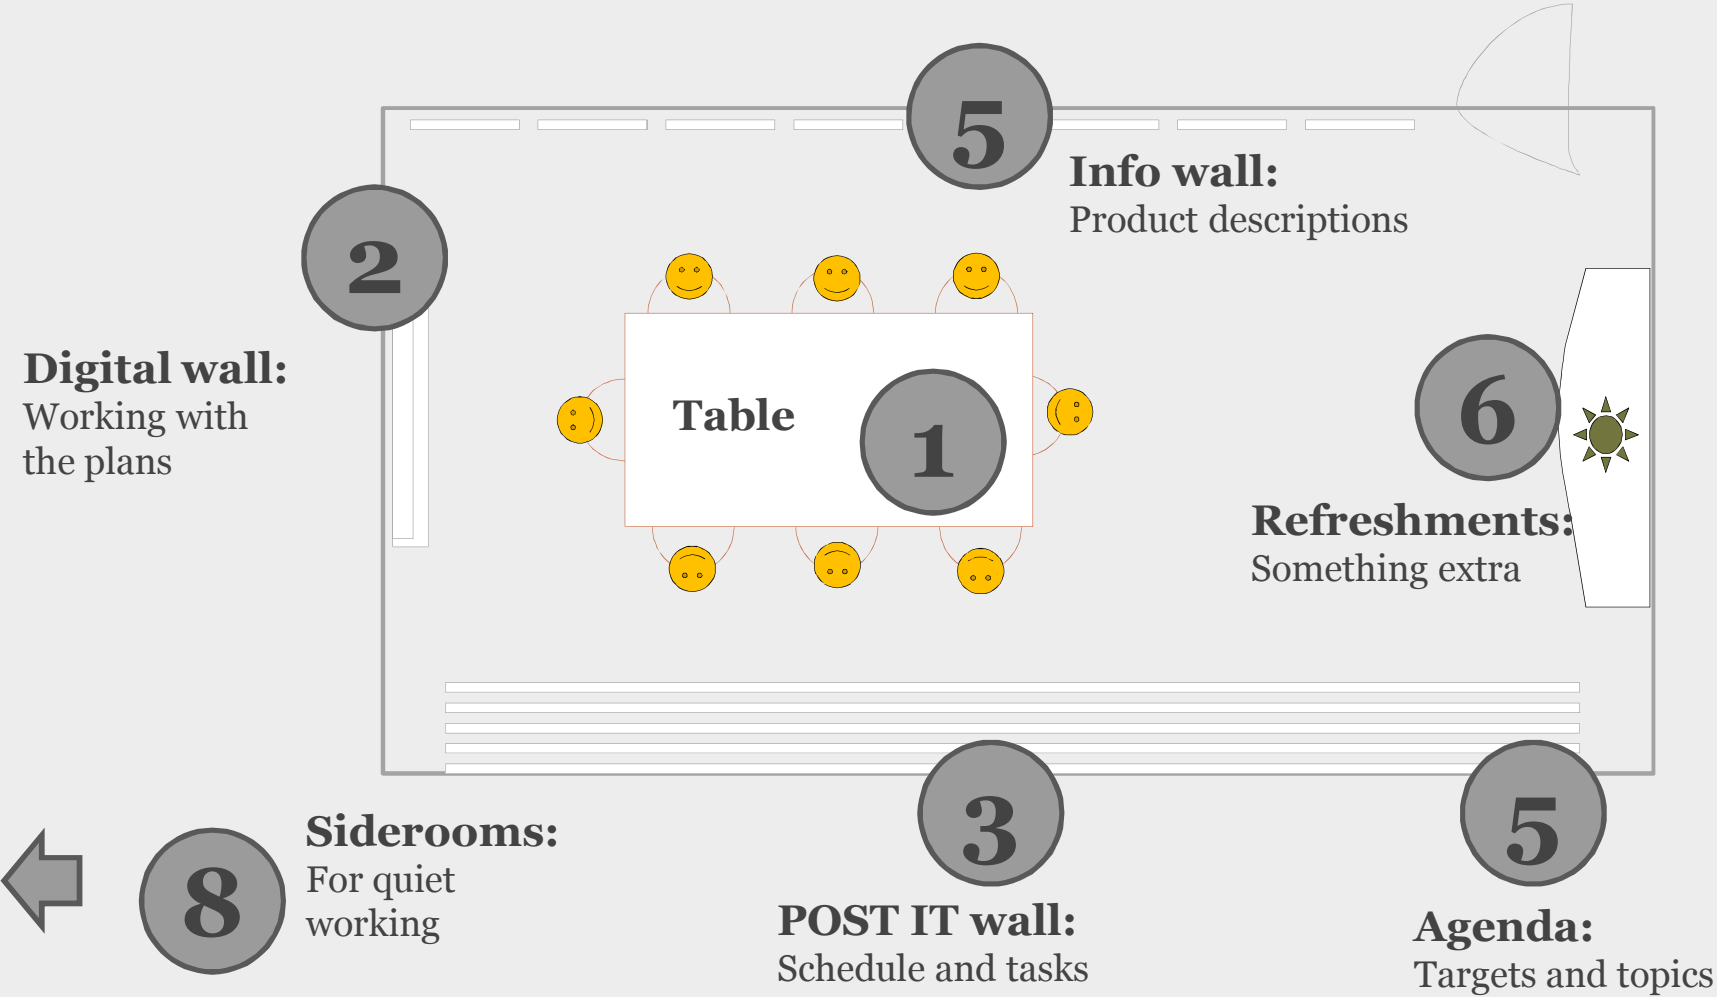 5
Info wall:
Product descriptions
2
Digital wall:
Working with
the plans
Table
1
6
Refreshments:
Something extra
8
Siderooms:
For quiet
working
3
POST IT wall:
Schedule and tasks
5
Agenda:
Targets and topics